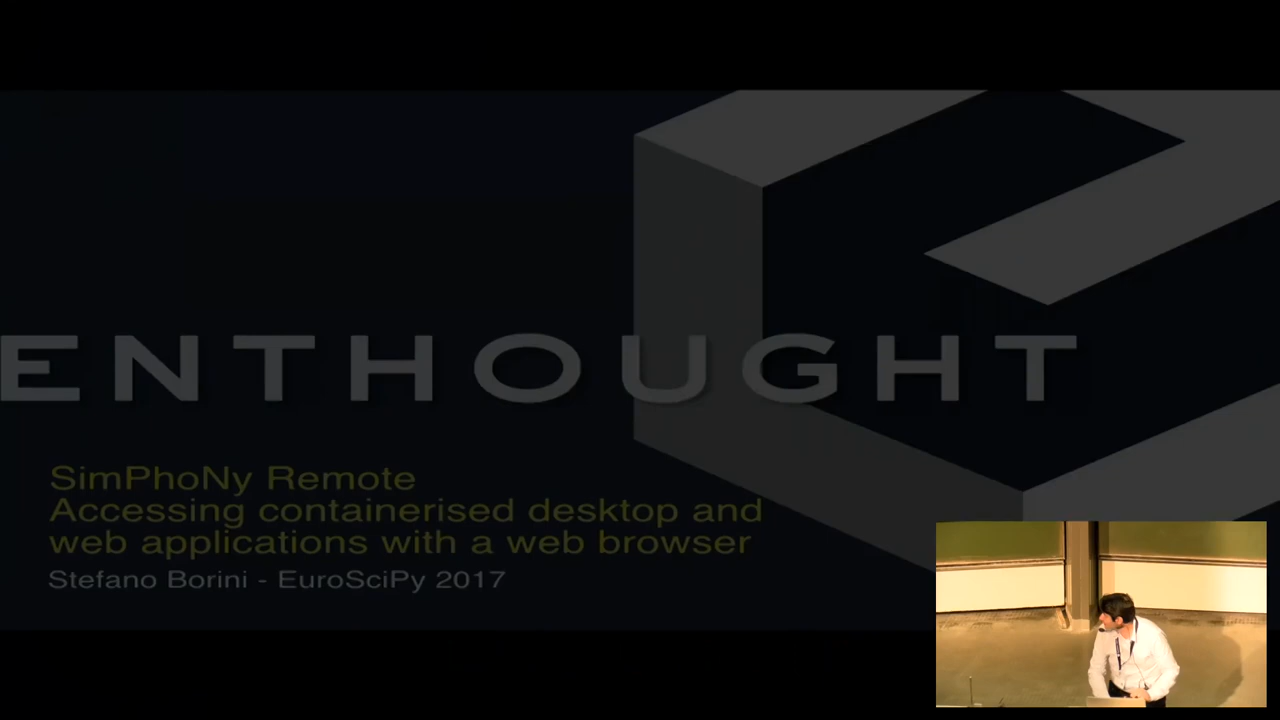 ENTHOUGHT
SimPhoNy Remote
Accessing containerised desktop and
web applications with a web browser
Stefano Borini - EuroSciPy 2017